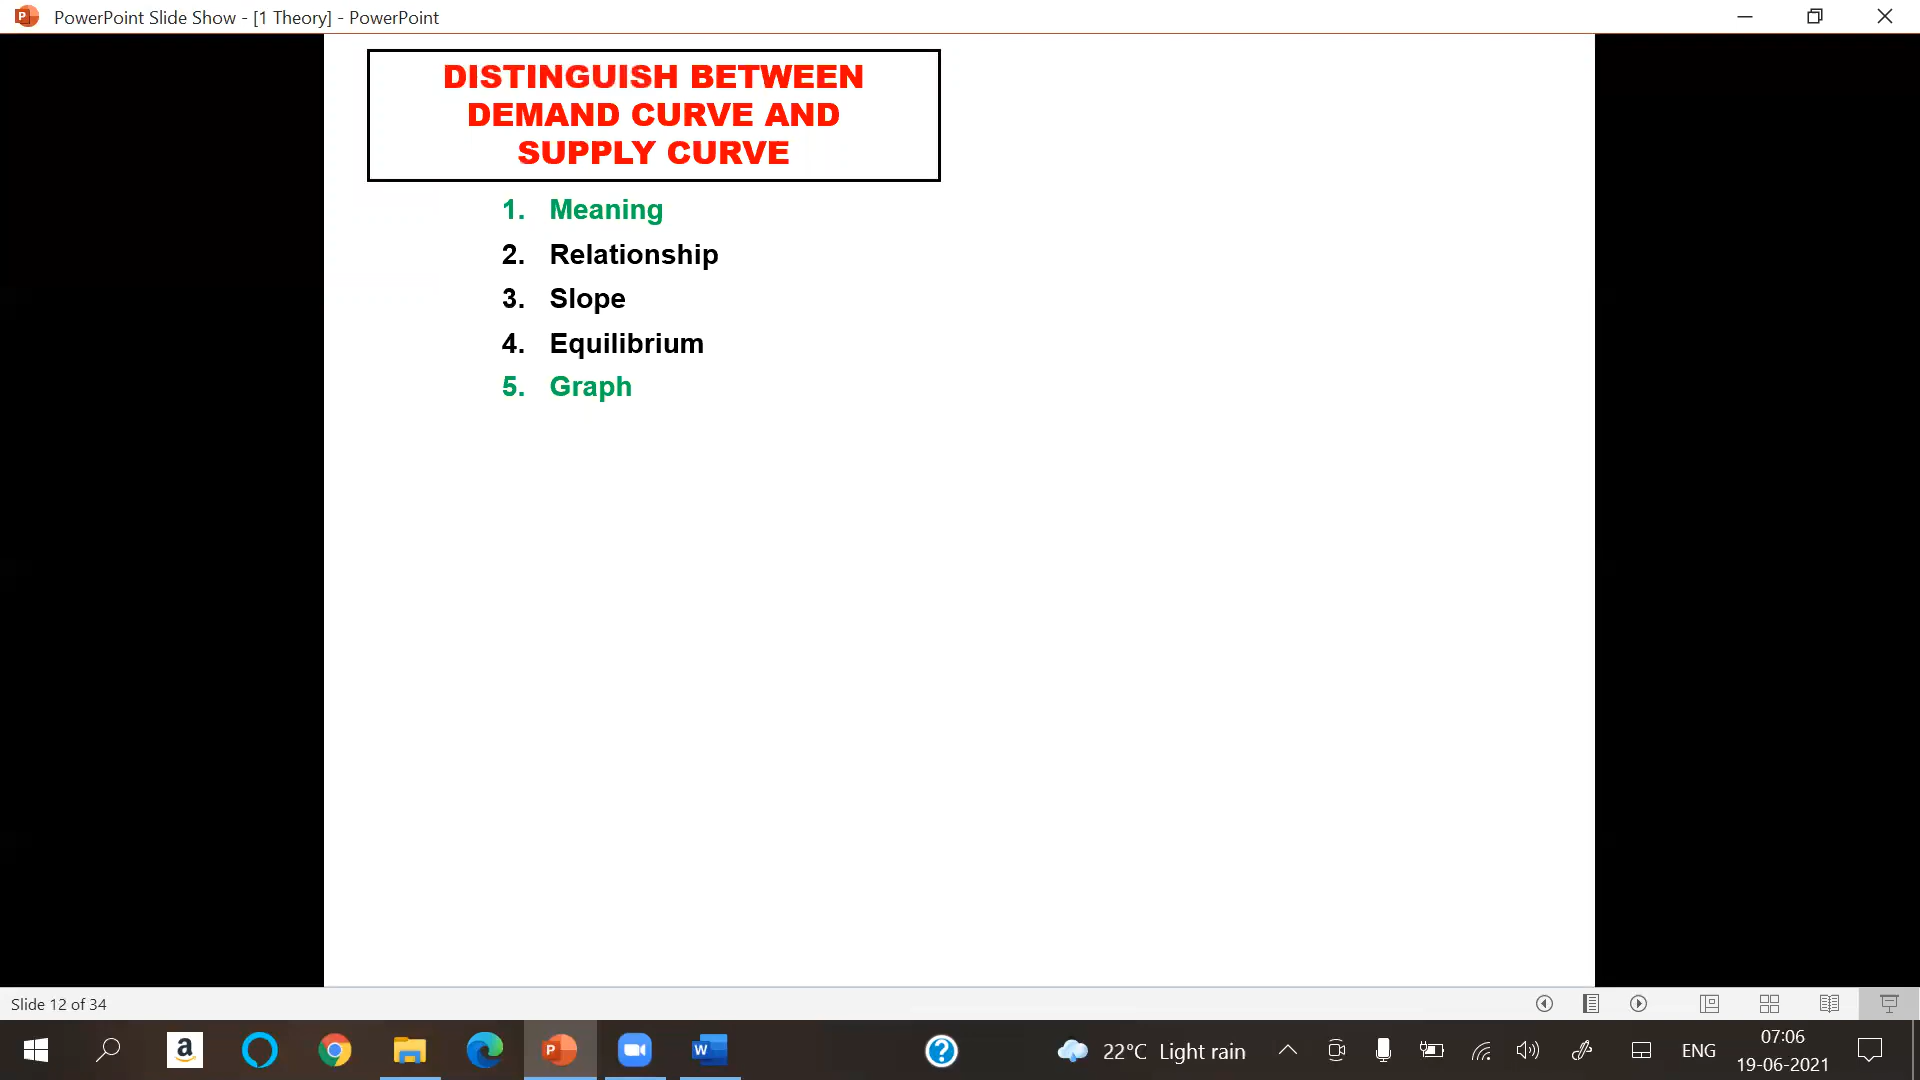 PowerPoint Slide Show - [1 Theory] - PowerPoint
DISTINGUISH BETWEEN
DEMAND CURVE AND
SUPPLY CURVE
1. Meaning
2. Relationship
3. Slope
4. Equilibrium
5. Graph
Slide 12 of 34
22°C Light rain
ENG
07:06
19-06-2021